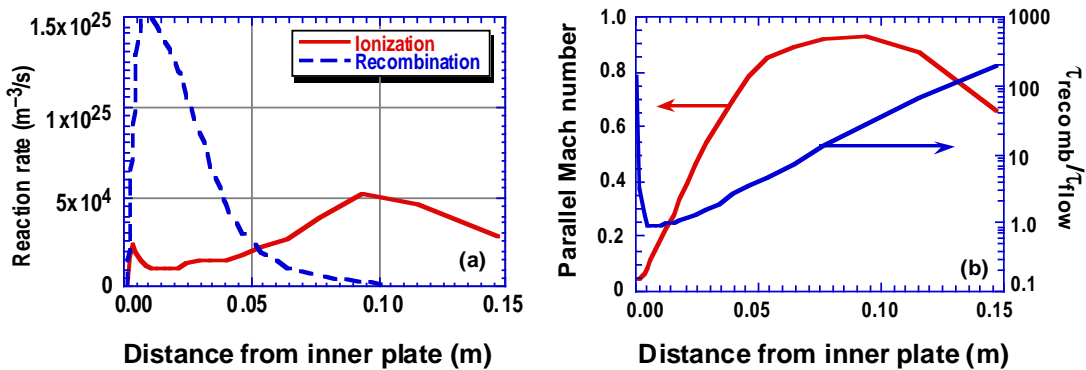 1.5x10²⁵
1x10²⁵
5x10⁴
0
Reaction rate (m⁻³/s)
Ionization
Recombination
(a)
0.00 0.05 0.10 0.15
Distance from inner plate (m)
1.0
0.8
0.6
0.4
0.2
0
Parallel Mach number
1000
100
10
1.0
0.1
τrecomb/τflow
(b)
0.00 0.05 0.10 0.15
Distance from inner plate (m)